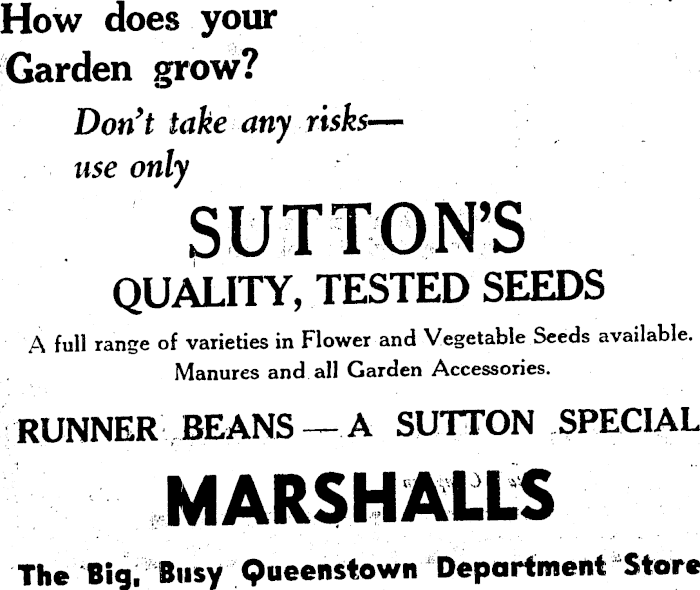 How does your
Garden grow?
Don't take any risks—
use only
SUTTON'S
QUALITY, TESTED SEEDS
A full range of varieties in Flower and Vegetable Seeds available.
Manures and all Garden Accessories.
RUNNER BEANS — A SUTTON SPECIAL
MARSHALLS
The Big, Busy Queenstown Department Store